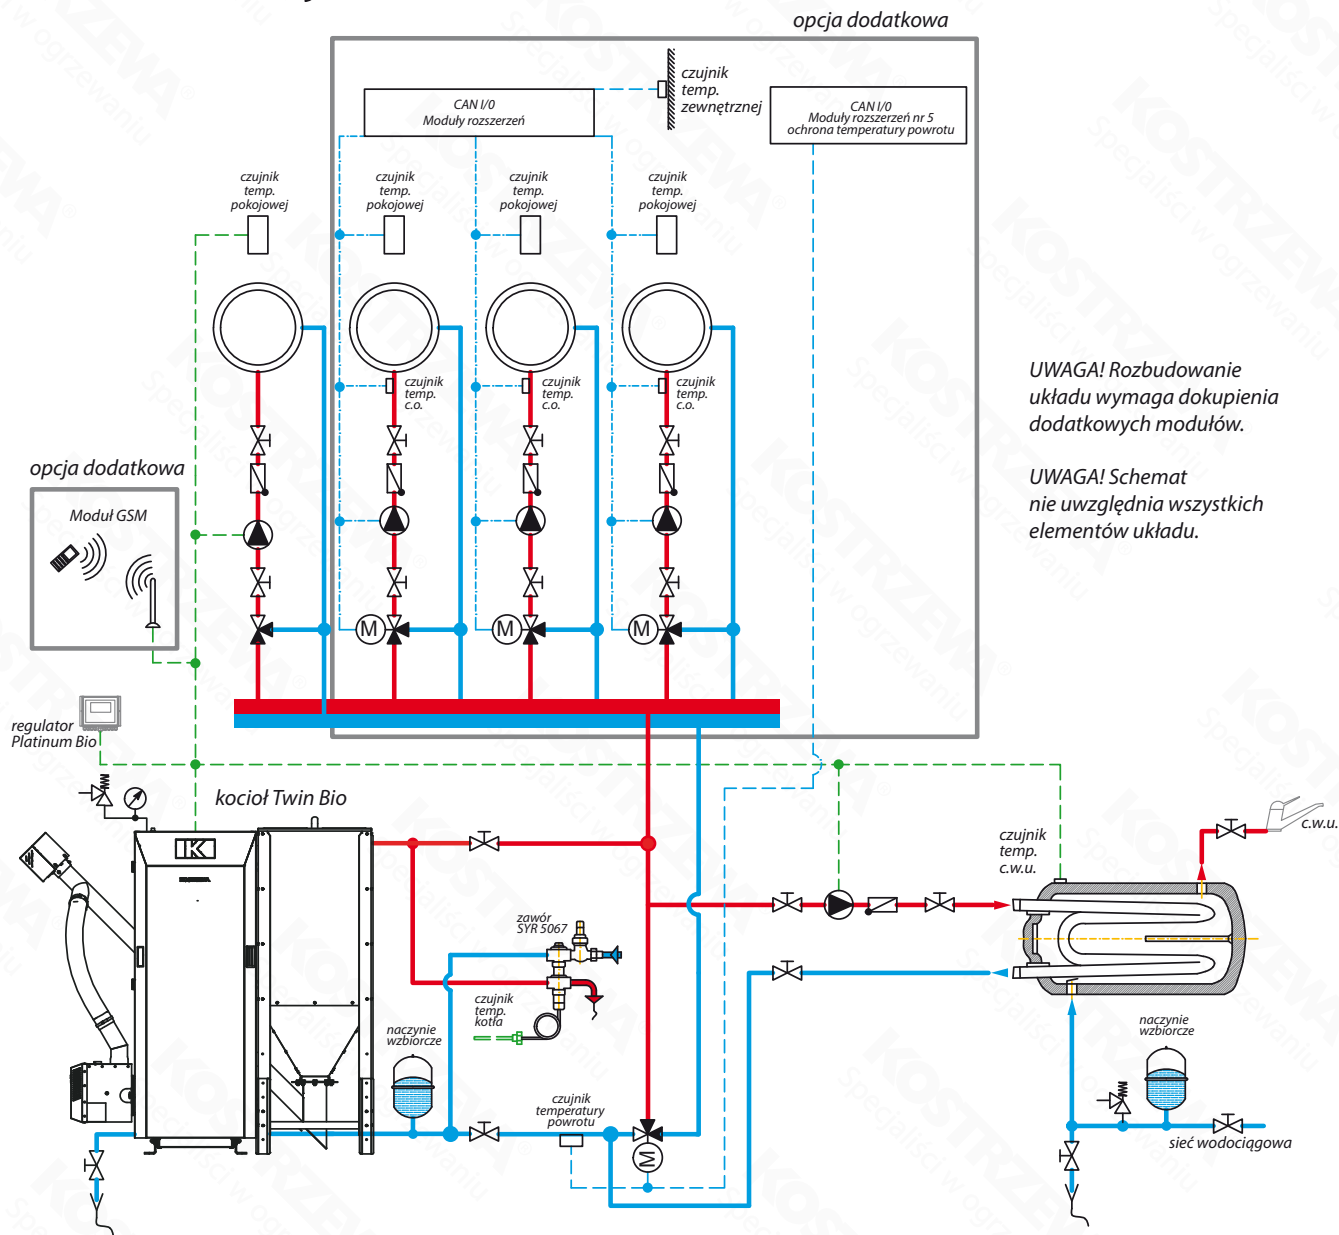 opcja dodatkowa
czujnik
temp.
zewnętrznej
CAN I/0
Moduły rozszerzeń
CAN I/0
Moduły rozszerzeń nr 5
ochrona temperatury powrotu
czujnik
temp.
pokojowej
czujnik
temp.
pokojowej
czujnik
temp.
pokojowej
czujnik
temp.
pokojowej
czujnik
temp.
c.o.
czujnik
temp.
c.o.
czujnik
temp.
c.o.
UWAGA! Rozbudowanie
układu wymaga dokupienia
dodatkowych modułów.
UWAGA! Schemat
nie uwzględnia wszystkich
elementów układu.
opcja dodatkowa
Moduł GSM
M
M
M
regulator
Platinum Bio
kocioł Twin Bio
K
czujnik
temp.
c.w.u.
c.w.u.
zawór
SYR 5067
czujnik
temp.
kotła
naczynie
wzbiorcze
czujnik
temperatury
powrotu
M
naczynie
wzbiorcze
sieć wodociągowa
KOSTRZEWA®
Specjaliści w ogrzewaniu